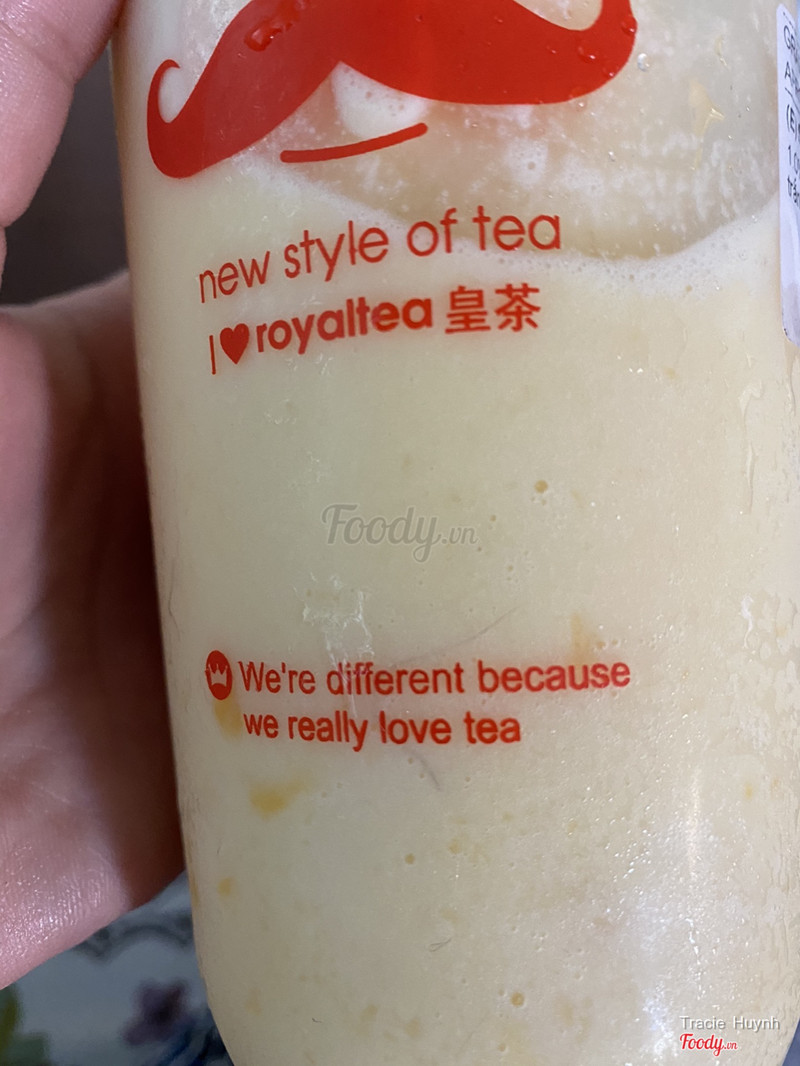 new style of tea
I ♥ royaltea 皇茶
Foody.vn
We're different because
we really love tea
Tracie Huynh
Foody.vn